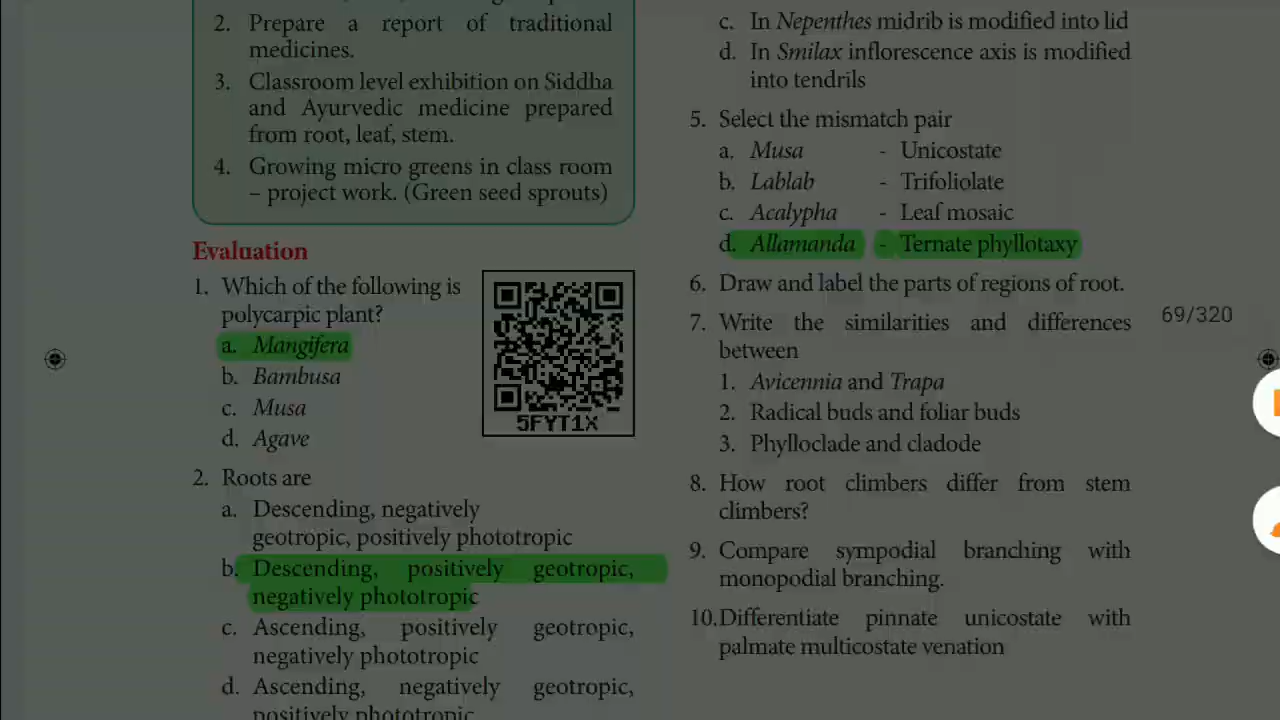 2. Prepare a report of traditional
medicines.
3. Classroom level exhibition on Siddha
and Ayurvedic medicine prepared
from root, leaf, stem.
4. Growing micro greens in class room
– project work. (Green seed sprouts)
Evaluation
1. Which of the following is
polycarpic plant?
a. Mangifera
b. Bambusa
c. Musa
d. Agave
5FYT1X
2. Roots are
a. Descending, negatively
geotropic, positively phototropic
b. Descending, positively geotropic,
negatively phototropic
c. Ascending, positively geotropic,
negatively phototropic
d. Ascending, negatively geotropic,
positively phototropic
c. In Nepenthes midrib is modified into lid
d. In Smilax inflorescence axis is modified
into tendrils
5. Select the mismatch pair
a. Musa - Unicostate
b. Lablab - Trifoliolate
c. Acalypha - Leaf mosaic
d. Allamanda - Ternate phyllotaxy
6. Draw and label the parts of regions of root.
7. Write the similarities and differences
between
1. Avicennia and Trapa
2. Radical buds and foliar buds
3. Phylloclade and cladode
8. How root climbers differ from stem
climbers?
9. Compare sympodial branching with
monopodial branching.
10.Differentiate pinnate unicostate with
palmate multicostate venation
69/320